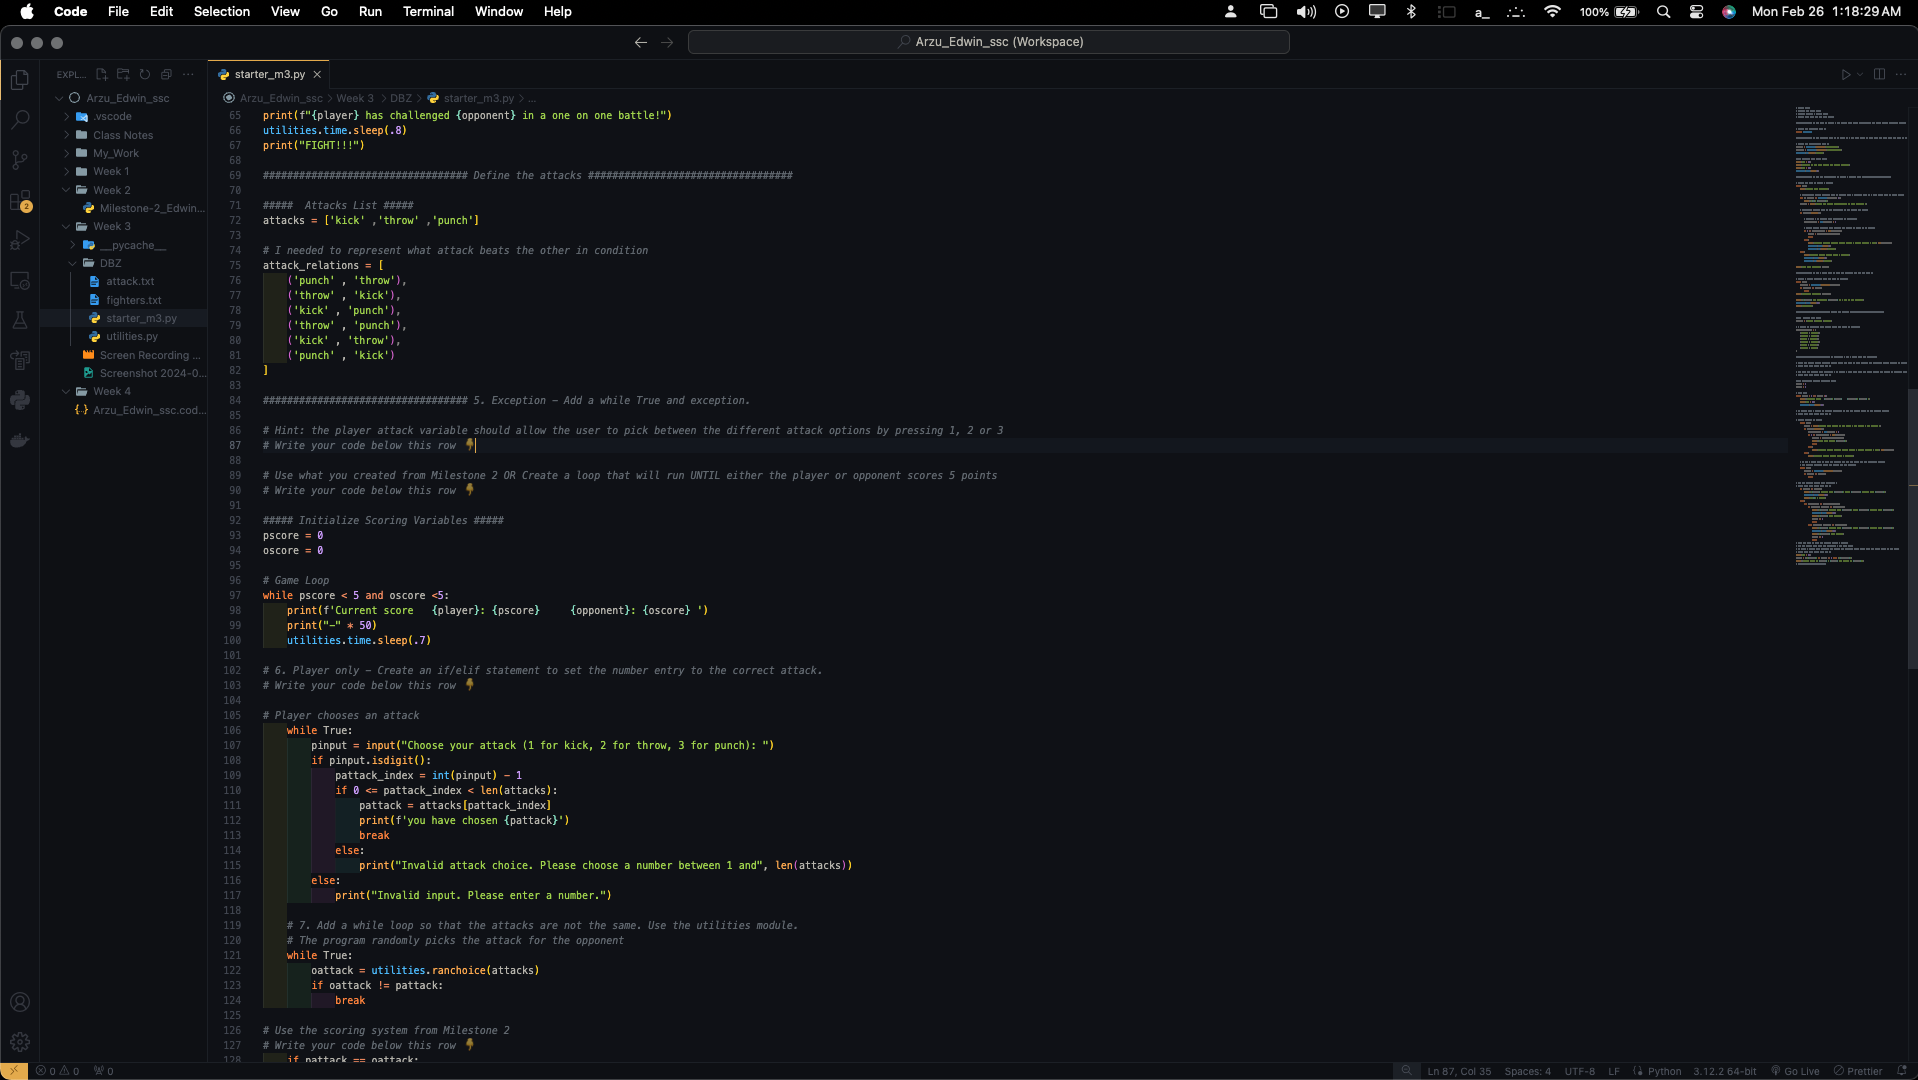 Code File Edit Selection View Go Run Terminal Window Help
a_ 100% Mon Feb 26 1:18:29 AM
Arzu_Edwin_ssc (Workspace)
EXPL...
starter_m3.py
Arzu_Edwin_ssc
.vscode
Class Notes
My_Work
Week 1
Week 2
Milestone-2_Edwin...
Week 3
__pycache__
DBZ
attack.txt
fighters.txt
starter_m3.py
utilities.py
Screen Recording ...
Screenshot 2024-0...
Week 4
{..} Arzu_Edwin_ssc.cod...
2
Arzu_Edwin_ssc > Week 3 > DBZ > starter_m3.py > ...
65 print(f"{player} has challenged {opponent} in a one on one battle!")
66 utilities.time.sleep(.8)
67 print("FIGHT!!!")
68
69 ################################## Define the attacks ##################################
70
71 ##### Attacks List #####
72 attacks = ['kick' ,'throw' ,'punch']
73
74 # I needed to represent what attack beats the other in condition
75 attack_relations = [
76 ('punch' , 'throw'),
77 ('throw' , 'kick'),
78 ('kick' , 'punch'),
79 ('throw' , 'punch'),
80 ('kick' , 'throw'),
81 ('punch' , 'kick')
82 ]
83
84 ################################## 5. Exception - Add a while True and exception.
85
86 # Hint: the player attack variable should allow the user to pick between the different attack options by pressing 1, 2 or 3
87 # Write your code below this row 👇
88
89 # Use what you created from Milestone 2 OR Create a loop that will run UNTIL either the player or opponent scores 5 points
90 # Write your code below this row 👇
91
92 ##### Initialize Scoring Variables #####
93 pscore = 0
94 oscore = 0
95
96 # Game Loop
97 while pscore < 5 and oscore <5:
98 print(f'Current score {player}: {pscore} {opponent}: {oscore} ')
99 print("-" * 50)
100 utilities.time.sleep(.7)
101
102 # 6. Player only - Create an if/elif statement to set the number entry to the correct attack.
103 # Write your code below this row 👇
104
105 # Player chooses an attack
106 while True:
107 pinput = input("Choose your attack (1 for kick, 2 for throw, 3 for punch): ")
108 if pinput.isdigit():
109 pattack_index = int(pinput) - 1
110 if 0 <= pattack_index < len(attacks):
111 pattack = attacks[pattack_index]
112 print(f'you have chosen {pattack}')
113 break
114 else:
115 print("Invalid attack choice. Please choose a number between 1 and", len(attacks))
116 else:
117 print("Invalid input. Please enter a number.")
118
119 # 7. Add a while loop so that the attacks are not the same. Use the utilities module.
120 # The program randomly picks the attack for the opponent
121 while True:
122 oattack = utilities.ranchoice(attacks)
123 if oattack != pattack:
124 break
125
126 # Use the scoring system from Milestone 2
127 # Write your code below this row 👇
128 if pattack == oattack:
0 0 0
Ln 87, Col 35 Spaces: 4 UTF-8 LF Python 3.12.2 64-bit Go Live Prettier